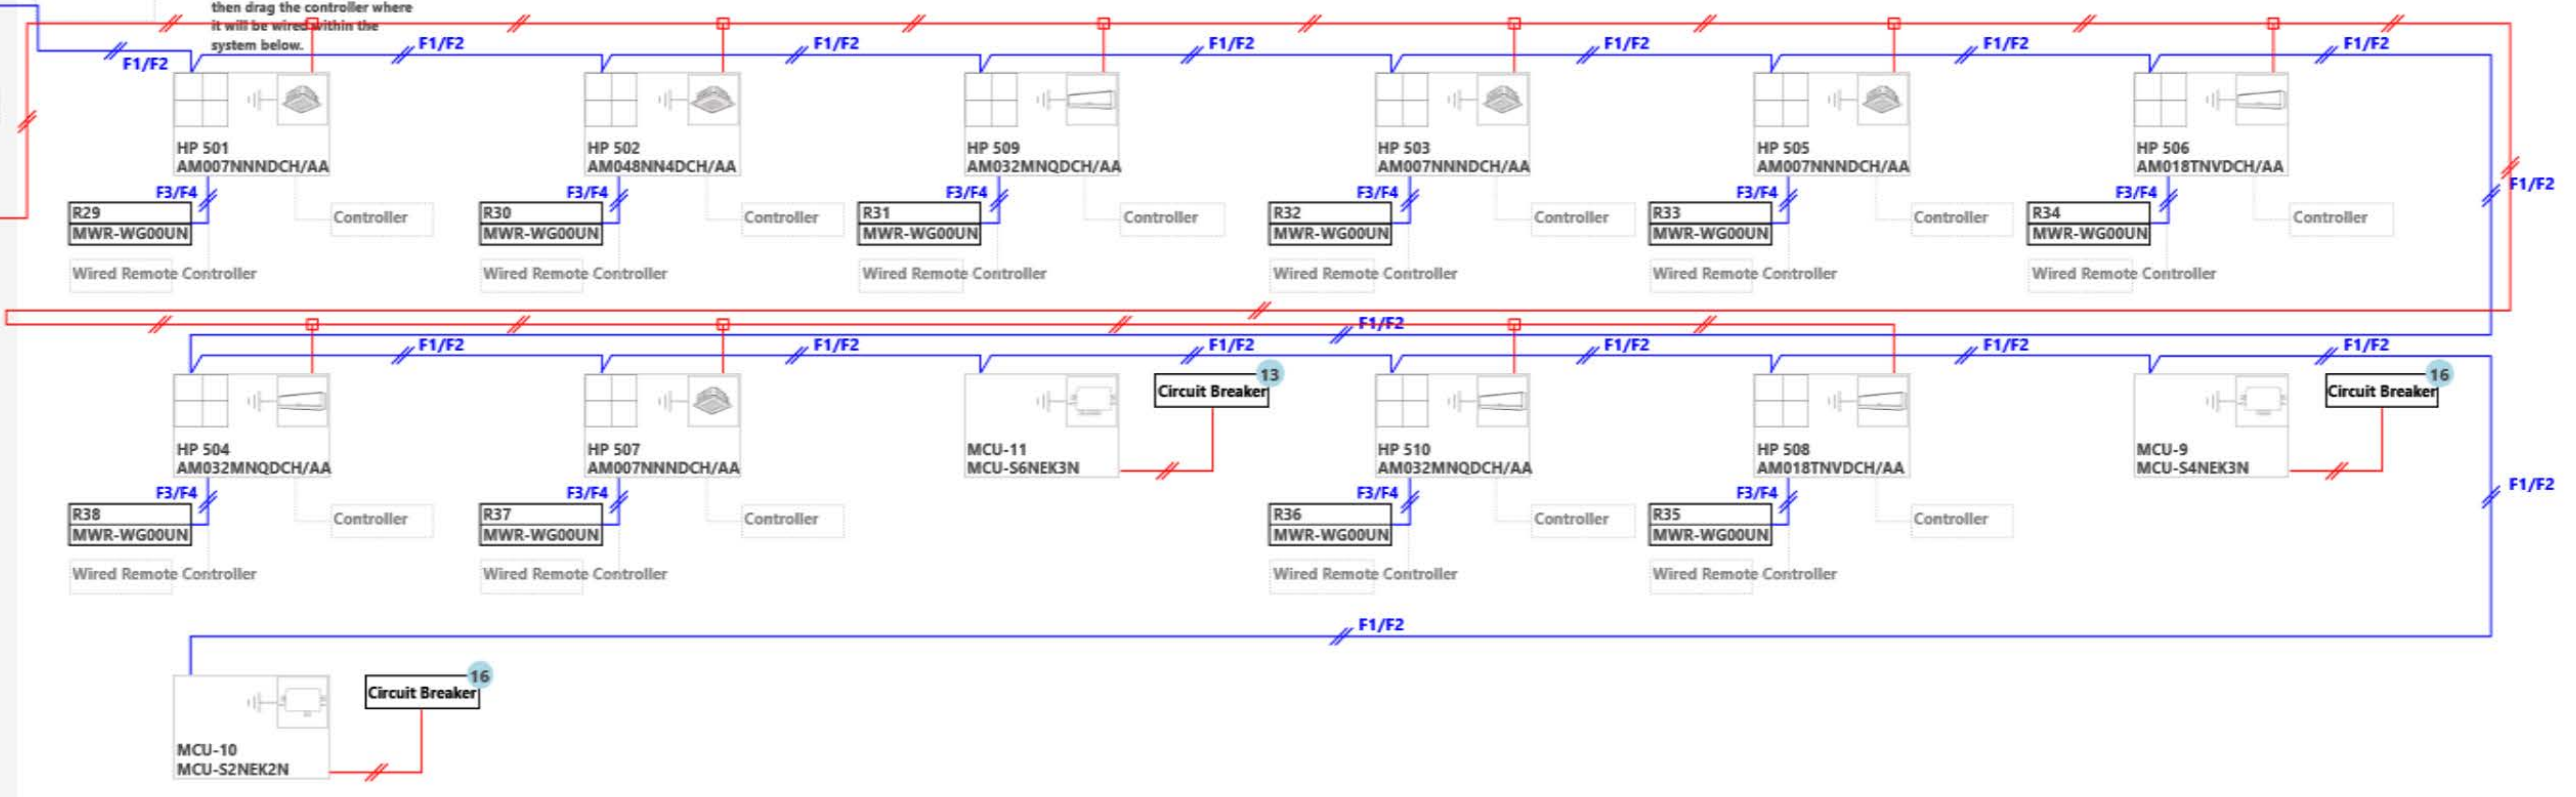 then drag the controller where
it will be wired within the
system below.
F1/F2
F1/F2
F1/F2
F1/F2
F1/F2
F1/F2
F1/F2
HP 501
AM007NNNDCH/AA
HP 502
AM048NN4DCH/AA
HP 509
AM032MNQDCH/AA
HP 503
AM007NNNDCH/AA
HP 505
AM007NNNDCH/AA
HP 506
AM018TNVDCH/AA
F1/F2
F3/F4
R29
MWR-WG00UN
Controller
Wired Remote Controller
F3/F4
R30
MWR-WG00UN
Controller
Wired Remote Controller
F3/F4
R31
MWR-WG00UN
Controller
Wired Remote Controller
F3/F4
R32
MWR-WG00UN
Controller
Wired Remote Controller
F3/F4
R33
MWR-WG00UN
Controller
Wired Remote Controller
F3/F4
R34
MWR-WG00UN
Controller
Wired Remote Controller
F1/F2
F1/F2
F1/F2
F1/F2
F1/F2
F1/F2
F1/F2
HP 504
AM032MNQDCH/AA
HP 507
AM007NNNDCH/AA
MCU-11
MCU-S6NEK3N
13
Circuit Breaker
HP 510
AM032MNQDCH/AA
HP 508
AM018TNVDCH/AA
MCU-9
MCU-S4NEK3N
16
Circuit Breaker
F1/F2
F3/F4
R38
MWR-WG00UN
Controller
Wired Remote Controller
F3/F4
R37
MWR-WG00UN
Controller
Wired Remote Controller
F3/F4
R36
MWR-WG00UN
Controller
Wired Remote Controller
F3/F4
R35
MWR-WG00UN
Controller
Wired Remote Controller
F1/F2
16
Circuit Breaker
MCU-10
MCU-S2NEK2N